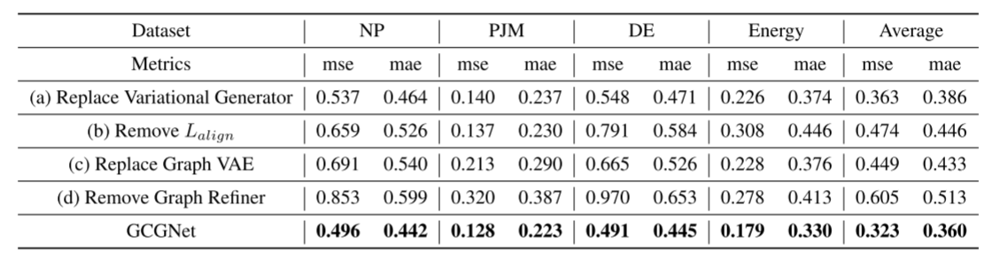 Dataset NP PJM DE Energy Average
Metrics mse mae mse mae mse mae mse mae mse mae
(a) Replace Variational Generator 0.537 0.464 0.140 0.237 0.548 0.471 0.226 0.374 0.363 0.386
(b) Remove L_align 0.659 0.526 0.137 0.230 0.791 0.584 0.308 0.446 0.474 0.446
(c) Replace Graph VAE 0.691 0.540 0.213 0.290 0.665 0.526 0.228 0.376 0.449 0.433
(d) Remove Graph Refiner 0.853 0.599 0.320 0.387 0.970 0.653 0.278 0.413 0.605 0.513
GCGNet 0.496 0.442 0.128 0.223 0.491 0.445 0.179 0.330 0.323 0.360